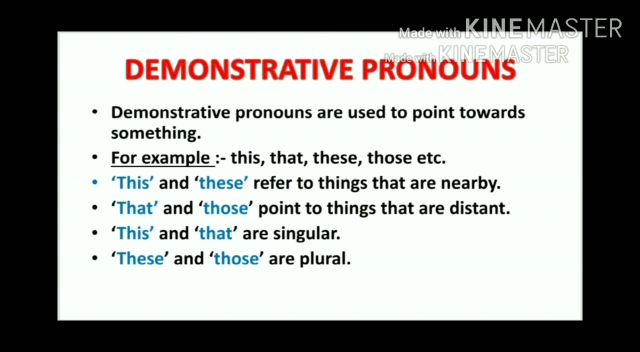 Made with KINEMASTER
Made with KINEMASTER
DEMONSTRATIVE PRONOUNS
• Demonstrative pronouns are used to point towards
something.
• For example :- this, that, these, those etc.
• ‘This’ and ‘these’ refer to things that are nearby.
• ‘That’ and ‘those’ point to things that are distant.
• ‘This’ and ‘that’ are singular.
• ‘These’ and ‘those’ are plural.